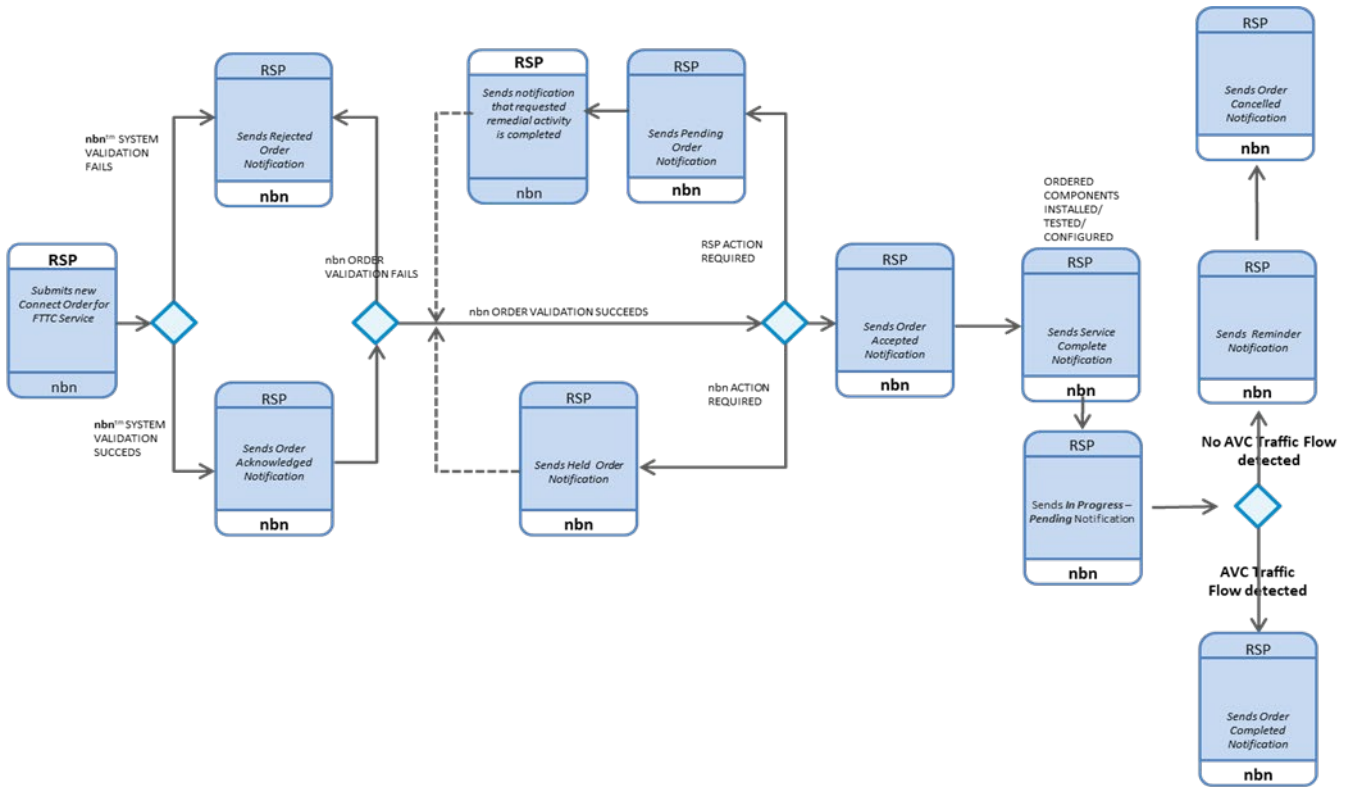 RSP
Submits new
Connect Order for
FTTC Service
nbn
nbn™ SYSTEM
VALIDATION
FAILS
nbn™ SYSTEM
VALIDATION
SUCCEDS
RSP
Sends Rejected
Order
Notification
nbn
RSP
Sends Order
Acknowledged
Notification
nbn
nbn ORDER
VALIDATION FAILS
nbn ORDER VALIDATION SUCCEEDS
RSP
Sends notification
that requested
remedial activity
is completed
nbn
RSP
Sends Pending
Order
Notification
nbn
RSP
Sends Held Order
Notification
nbn
RSP ACTION
REQUIRED
nbn ACTION
REQUIRED
RSP
Sends Order
Accepted
Notification
nbn
ORDERED
COMPONENTS
INSTALLED/
TESTED/
CONFIGURED
RSP
Sends Service
Complete
Notification
nbn
RSP
Sends In Progress –
Pending Notification
nbn
RSP
Sends Order
Cancelled
Notification
nbn
RSP
Sends Reminder
Notification
nbn
No AVC Traffic Flow
detected
AVC Traffic
Flow detected
RSP
Sends Order
Completed
Notification
nbn